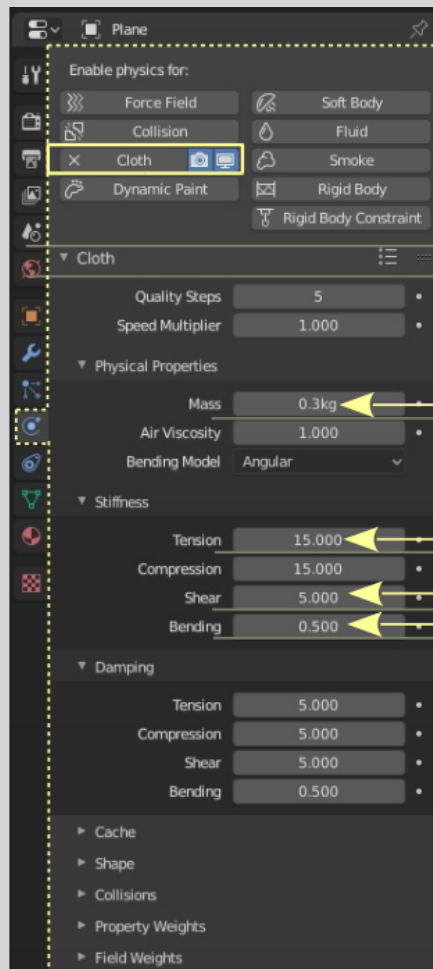 Plane
Enable physics for:
Force Field Soft Body
Collision Fluid
Cloth Smoke
Dynamic Paint Rigid Body
Rigid Body Constraint
Cloth
Quality Steps 5
Speed Multiplier 1.000
Physical Properties
Mass 0.3kg
Air Viscosity 1.000
Bending Model Angular
Stiffness
Tension 15.000
Compression 15.000
Shear 5.000
Bending 0.500
Damping
Tension 5.000
Compression 5.000
Shear 5.000
Bending 0.500
Cache
Shape
Collisions
Property Weights
Field Weights